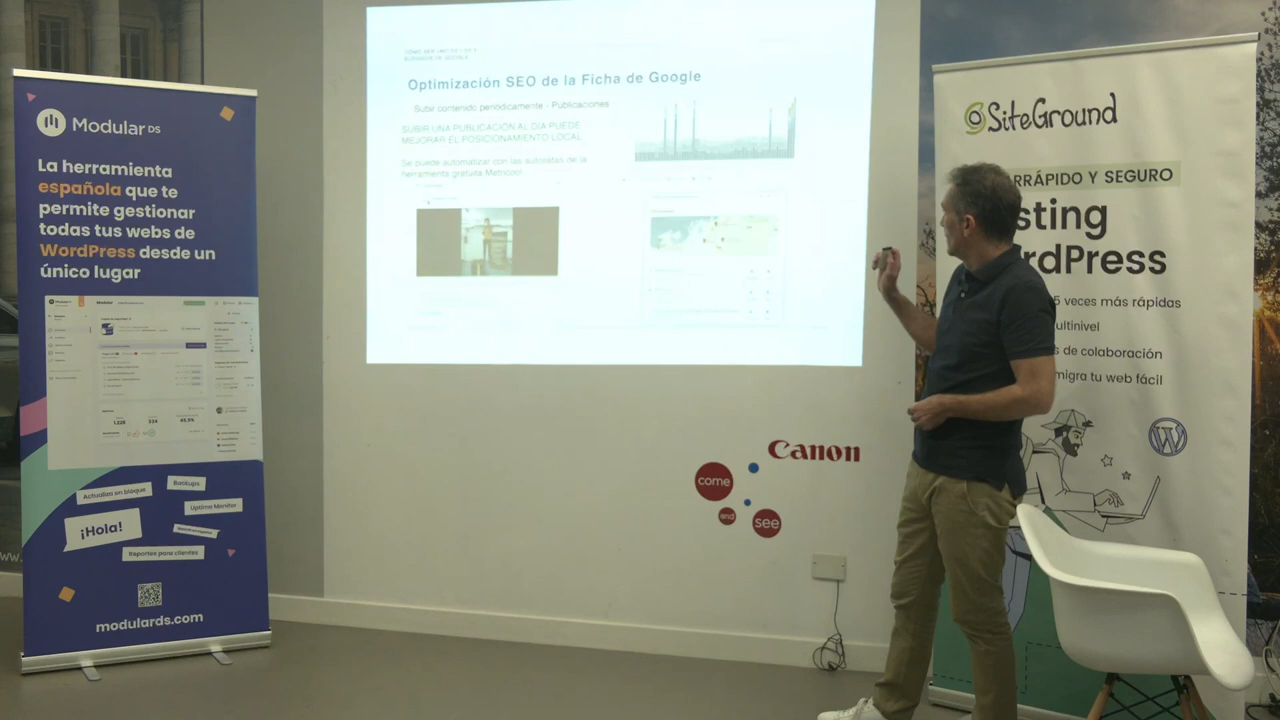 Modular DS
La herramienta
española que te
permite gestionar
todas tus webs de
WordPress desde un
único lugar
Actualiza en bloque
Backups
Uptime Monitor
¡Hola!
Reportes para clientes
modulards.com
www.
Optimización SEO de la Ficha de Google
Subir contenido periódicamente - Publicaciones
SUBIR UNA PUBLICACIÓN AL DÍA PUEDE
MEJORAR EL POSICIONAMIENTO LOCAL
Se puede automatizar con las autolistas de la
herramienta gratuita Metricool
Canon
come
and
see
SiteGround
RRÁPIDO Y SEGURO
sting
rdPress
5 veces más rápidas
ultinivel
s de colaboración
migra tu web fácil